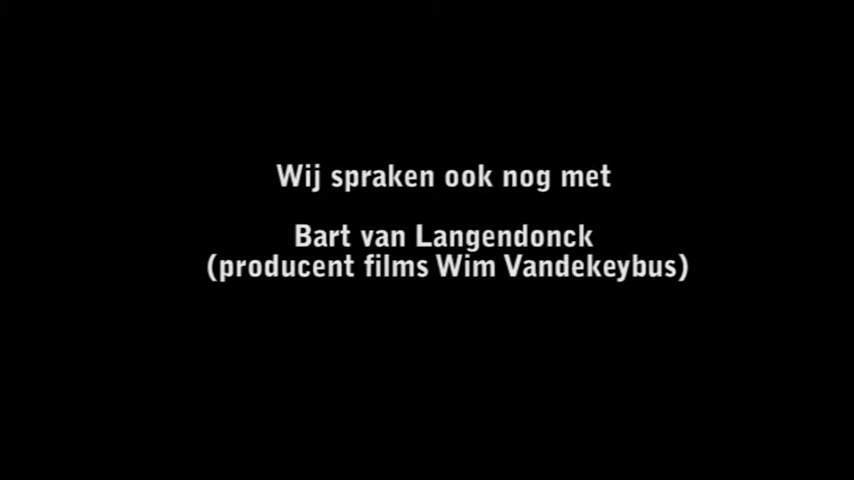 Wij spraken ook nog met
Bart van Langendonck
(producent films Wim Vandekeybus)